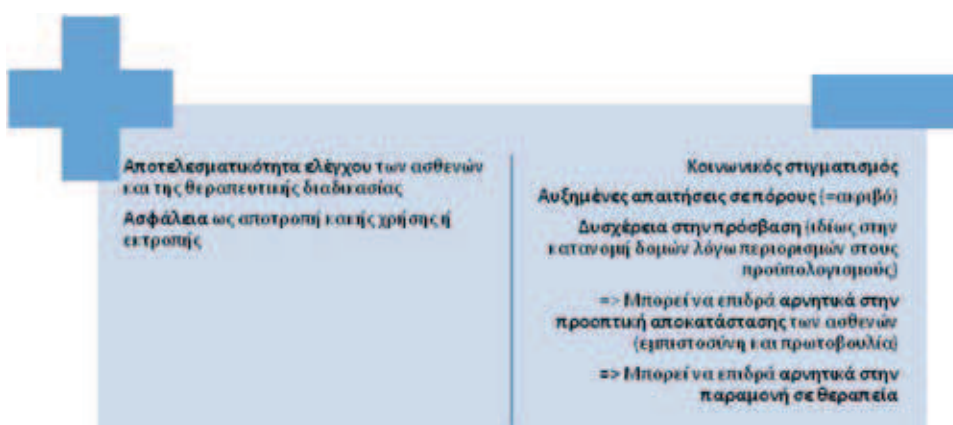 Αποτελεσματικότητα ελέγχου των ασθενών
και της θεραπευτικής διαδικασίας
Ασφάλεια ως αποτροπή κακής χρήσης ή
εκτροπής
Κοινωνικός στιγματισμός
Αυξημένες απαιτήσεις σε πόρους (=ακριβό)
Δυσχέρεια στην πρόσβαση (ιδίως στην
κατανομή δομών λόγω περιορισμών στους
προϋπολογισμούς)
=> Μπορεί να επιδρά αρνητικά στην
προοπτική αποκατάστασης των ασθενών
(εμπιστοσύνη και πρωτοβουλία)
=> Μπορεί να επιδρά αρνητικά στην
παραμονή σε θεραπεία